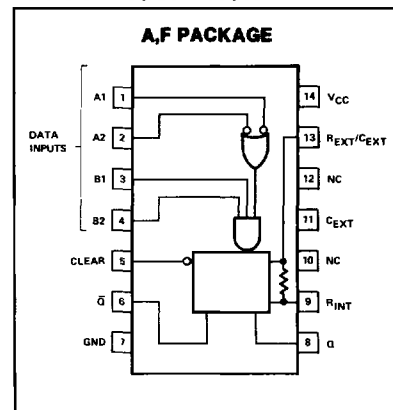 A,F PACKAGE
DATA
INPUTS
A1 1
A2 2
B1 3
B2 4
CLEAR 5
Q̅ 6
GND 7
14 VCC
13 REXT/CEXT
12 NC
11 CEXT
10 NC
9 RINT
8 Q